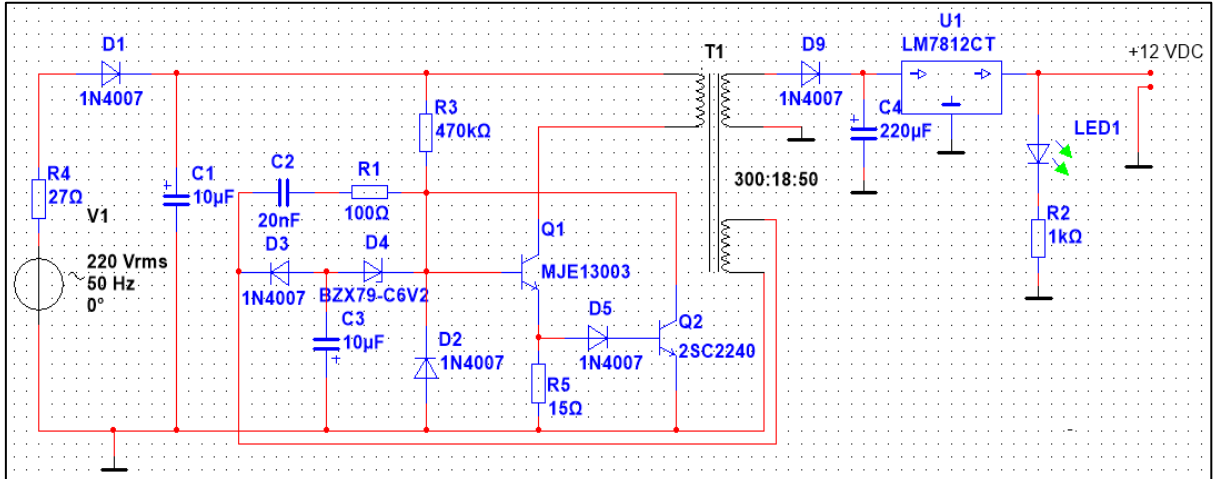 D1
1N4007
R4
27Ω
V1
220 Vrms
50 Hz
0°
C1
10µF
R3
470kΩ
C2
20nF
R1
100Ω
D3
1N4007
D4
BZX79-C6V2
C3
10µF
D2
1N4007
Q1
MJE13003
D5
1N4007
R5
15Ω
Q2
2SC2240
T1
300:18:50
D9
1N4007
C4
220µF
U1
LM7812CT
+12 VDC
LED1
R2
1kΩ